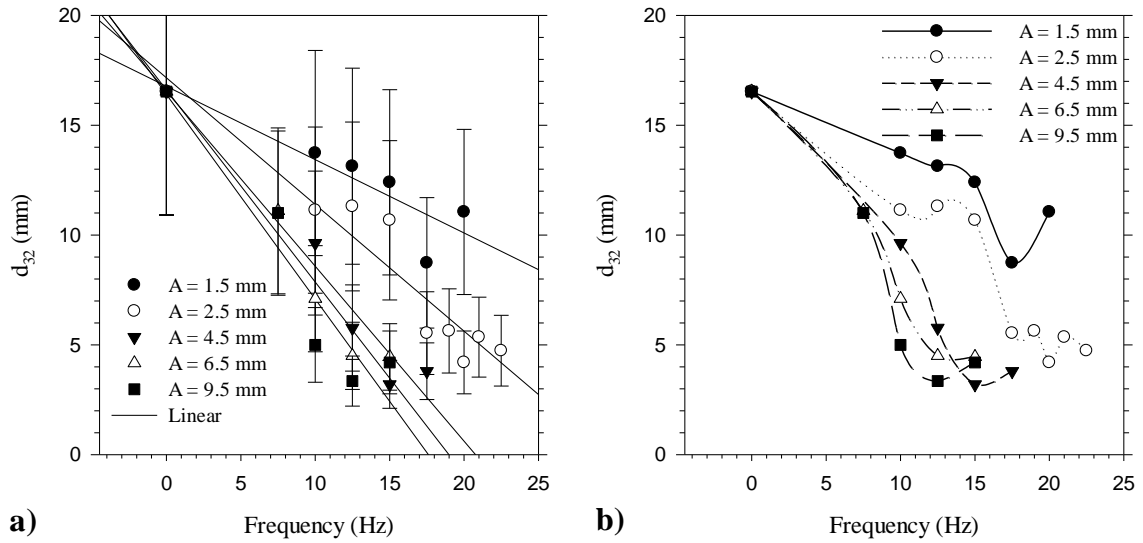 20
15
10
5
0
0 5 10 15 20 25
d32 (mm)
Frequency (Hz)
A = 1.5 mm
A = 2.5 mm
A = 4.5 mm
A = 6.5 mm
A = 9.5 mm
Linear
a)
20
15
10
5
0
0 5 10 15 20 25
d32 (mm)
Frequency (Hz)
A = 1.5 mm
A = 2.5 mm
A = 4.5 mm
A = 6.5 mm
A = 9.5 mm
b)